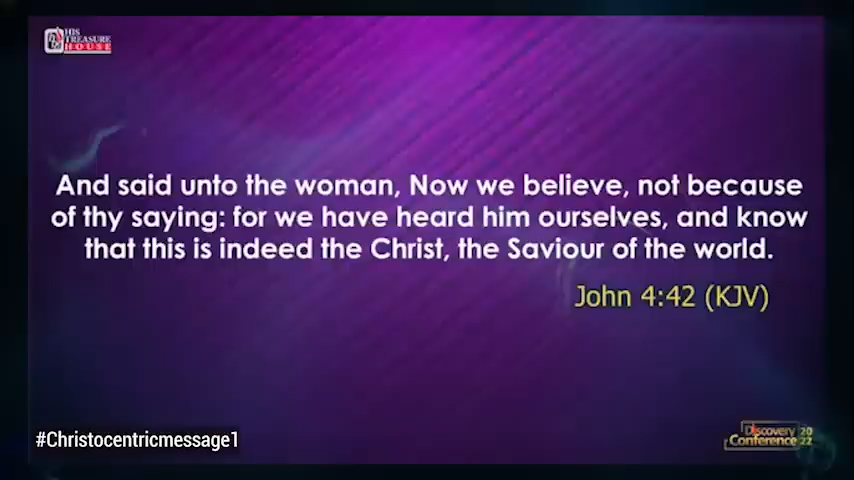 HIS
TREASURE
HOUSE
And said unto the woman, Now we believe, not because
of thy saying: for we have heard him ourselves, and know
that this is indeed the Christ, the Saviour of the world.
John 4:42 (KJV)
#Christocentricmessage1
Discovery 20
Conference 22